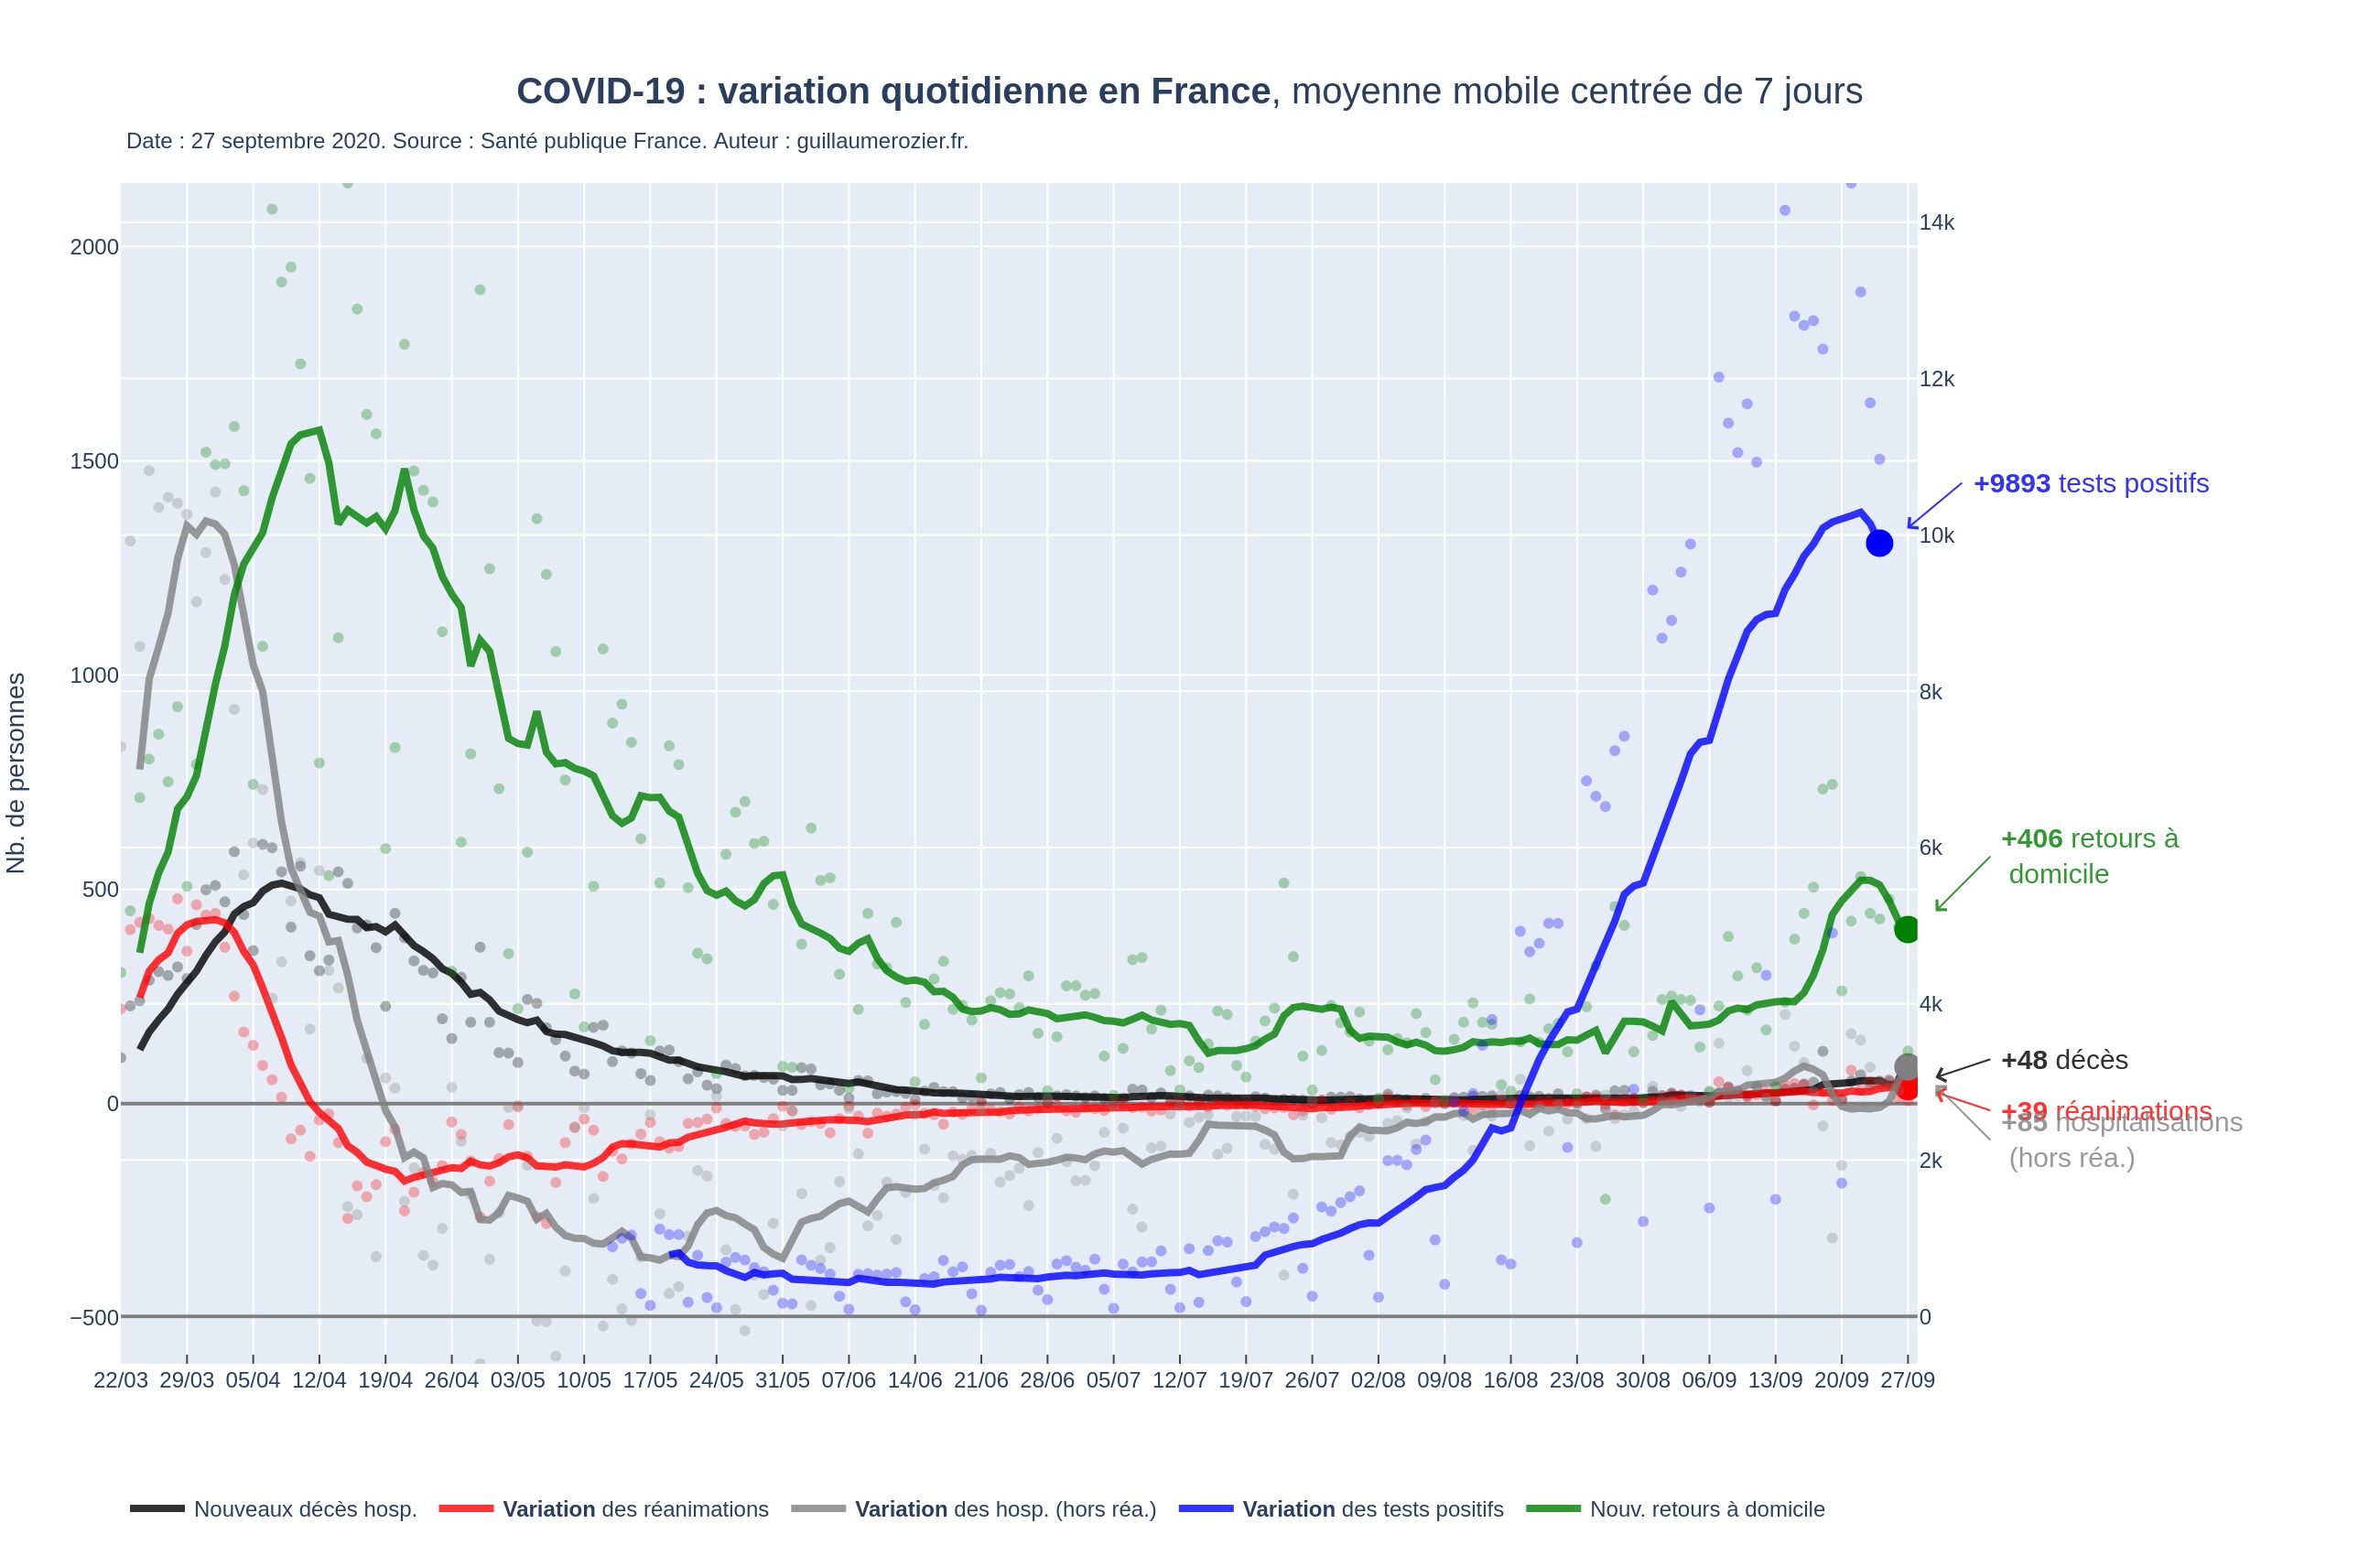 COVID-19 : variation quotidienne en France, moyenne mobile centrée de 7 jours
Date : 27 septembre 2020. Source : Santé publique France. Auteur : guillaumerozier.fr.
Nb. de personnes
2000
1500
1000
500
0
−500
14k
12k
10k
8k
6k
4k
2k
0
+9893 tests positifs
+406 retours à
domicile
+48 décès
+39 réanimations
+85 hospitalisations
(hors réa.)
22/03 29/03 05/04 12/04 19/04 26/04 03/05 10/05 17/05 24/05 31/05 07/06 14/06 21/06 28/06 05/07 12/07 19/07 26/07 02/08 09/08 16/08 23/08 30/08 06/09 13/09 20/09 27/09
Nouveaux décès hosp. Variation des réanimations Variation des hosp. (hors réa.) Variation des tests positifs Nouv. retours à domicile